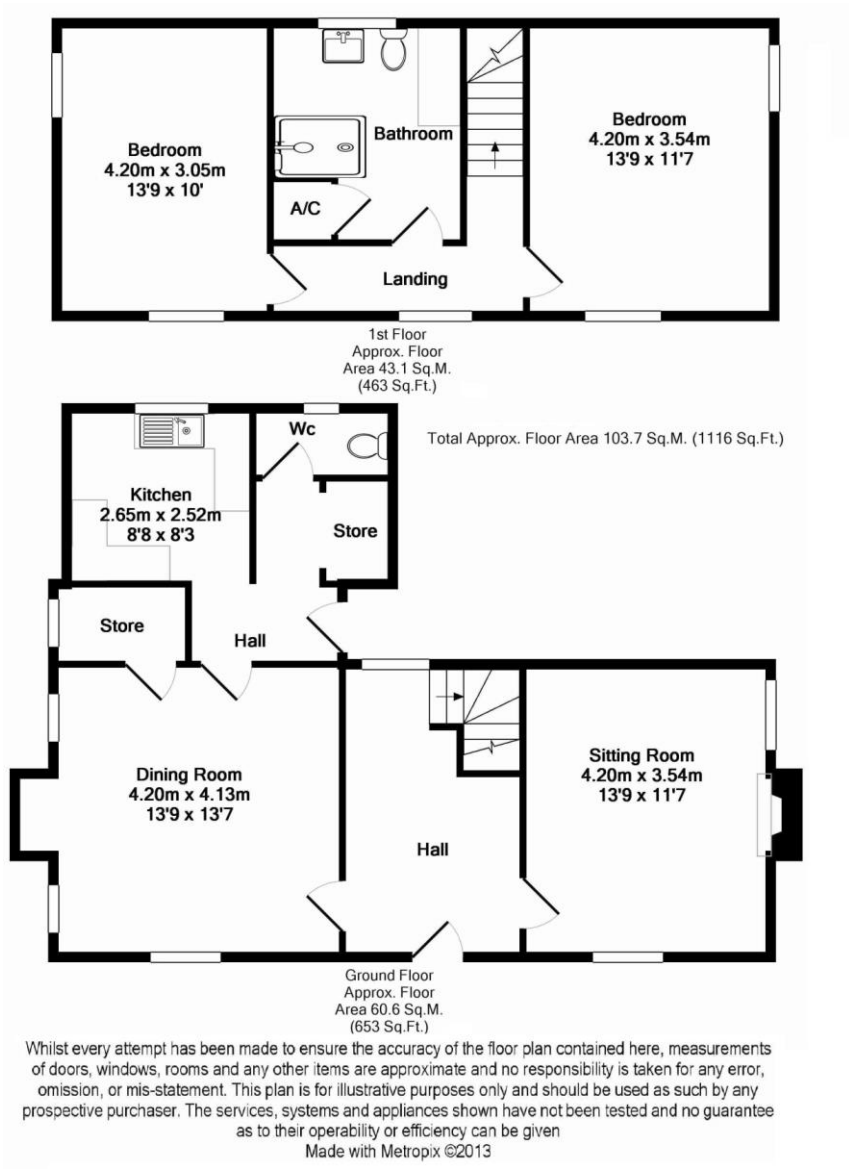 Bedroom
4.20m x 3.05m
13'9 x 10'
Bathroom
A/C
Landing
Bedroom
4.20m x 3.54m
13'9 x 11'7
1st Floor
Approx. Floor
Area 43.1 Sq.M.
(463 Sq.Ft.)
Total Approx. Floor Area 103.7 Sq.M. (1116 Sq.Ft.)
Wc
Kitchen
2.65m x 2.52m
8'8 x 8'3
Store
Store
Hall
Dining Room
4.20m x 4.13m
13'9 x 13'7
Hall
Sitting Room
4.20m x 3.54m
13'9 x 11'7
Ground Floor
Approx. Floor
Area 60.6 Sq.M.
(653 Sq.Ft.)
Whilst every attempt has been made to ensure the accuracy of the floor plan contained here, measurements
of doors, windows, rooms and any other items are approximate and no responsibility is taken for any error,
omission, or mis-statement. This plan is for illustrative purposes only and should be used as such by any
prospective purchaser. The services, systems and appliances shown have not been tested and no guarantee
as to their operability or efficiency can be given
Made with Metropix ©2013